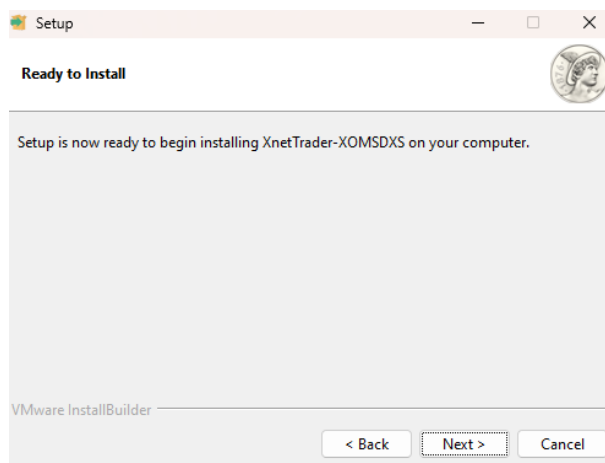 Setup
Ready to Install
Setup is now ready to begin installing XnetTrader-XOMSDXS on your computer.
VMware InstallBuilder
< Back
Next >
Cancel